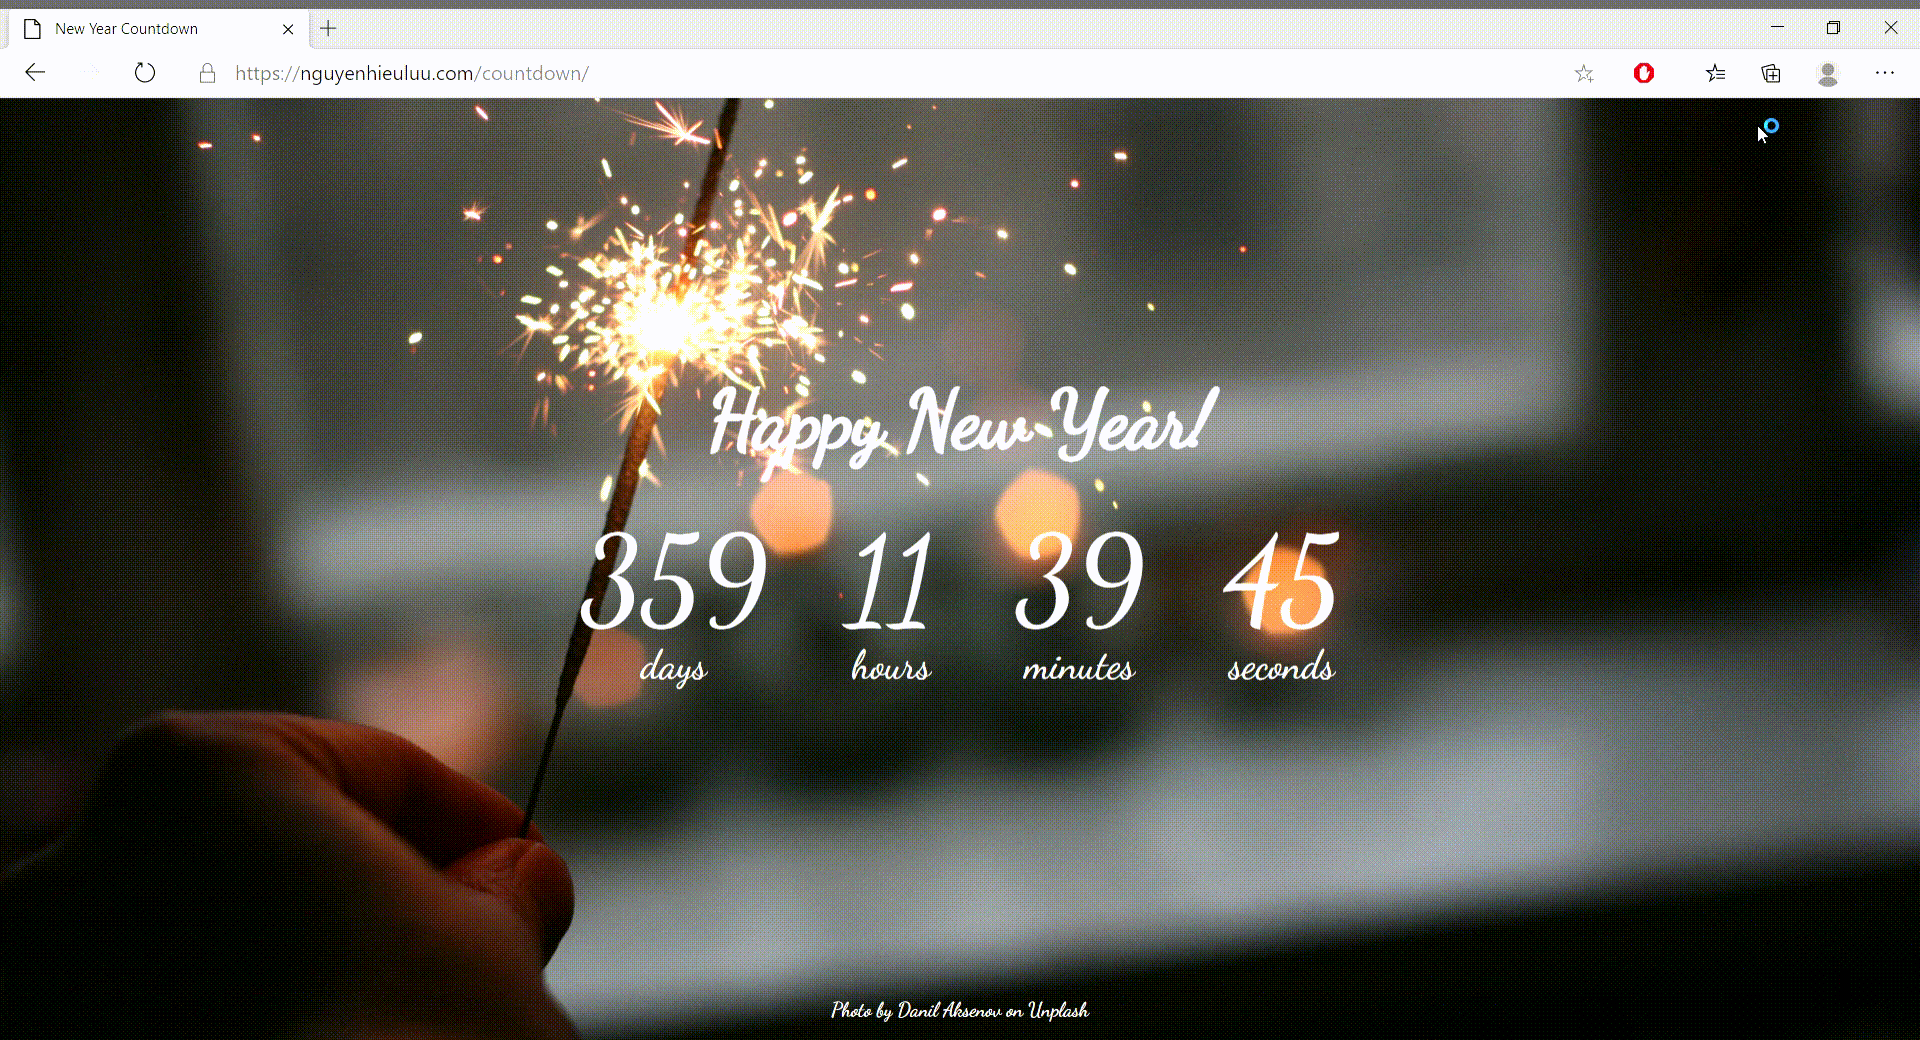 New Year Countdown
https://nguyenhieuluu.com/countdown/
Happy New Year!
359 11 39 45
days hours minutes seconds
Photo by Danil Aksenov on Unplash